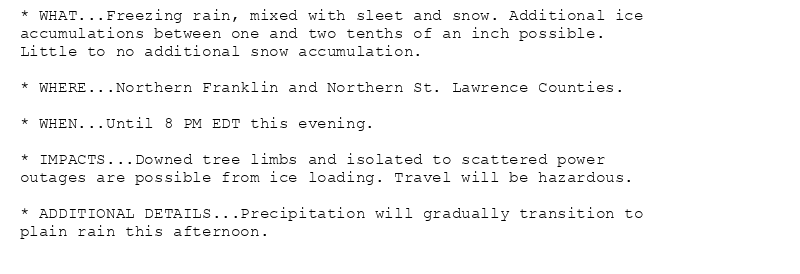 * WHAT...Freezing rain, mixed with sleet and snow. Additional ice
accumulations between one and two tenths of an inch possible.
Little to no additional snow accumulation.
* WHERE...Northern Franklin and Northern St. Lawrence Counties.
* WHEN...Until 8 PM EDT this evening.
* IMPACTS...Downed tree limbs and isolated to scattered power
outages are possible from ice loading. Travel will be hazardous.
* ADDITIONAL DETAILS...Precipitation will gradually transition to
plain rain this afternoon.